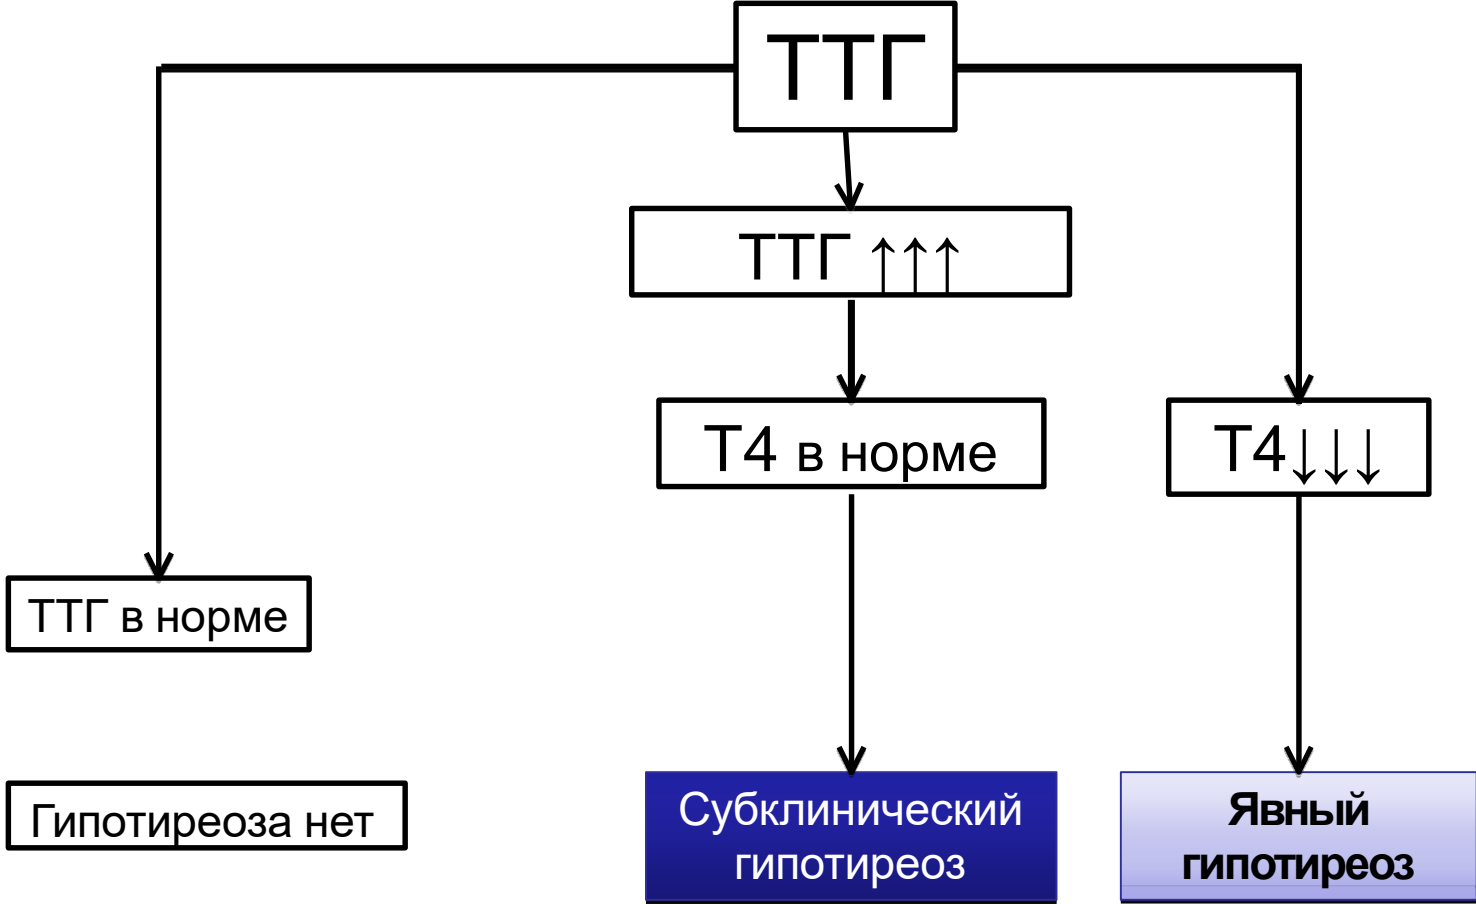 ТТГ
ТТГ ↑↑↑
Т4 в норме
Т4↓↓↓
ТТГ в норме
Гипотиреоза нет
Субклинический
гипотиреоз
Явный
гипотиреоз